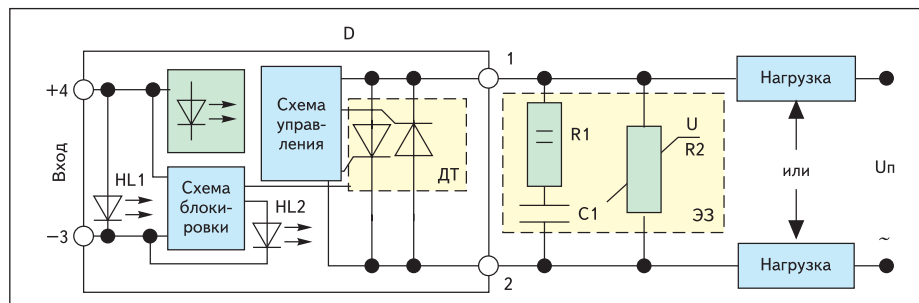 D
1
+4
Вход
−3
HL1
Схема
управ-
ления
Схема
блоки-
ровки
HL2
ДТ
2
R1
C1
U
R2
ЭЗ
Нагрузка
или
Uп
~
Нагрузка